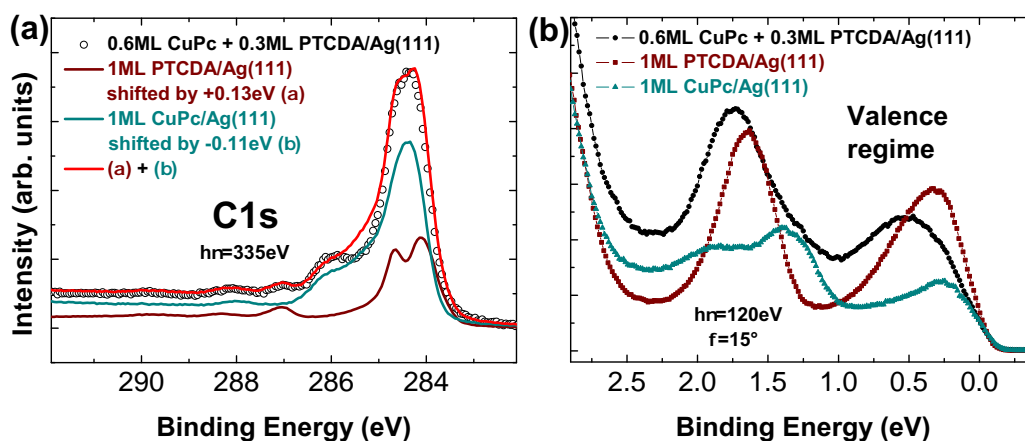 (a)
0.6ML CuPc + 0.3ML PTCDA/Ag(111)
1ML PTCDA/Ag(111)
shifted by +0.13eV (a)
1ML CuPc/Ag(111)
shifted by -0.11eV (b)
(a) + (b)
C1s
hn=335eV
Intensity (arb. units)
290 288 286 284
Binding Energy (eV)
(b)
0.6ML CuPc + 0.3ML PTCDA/Ag(111)
1ML PTCDA/Ag(111)
1ML CuPc/Ag(111)
Valence
regime
hn=120eV
f=15°
2.5 2.0 1.5 1.0 0.5 0.0
Binding Energy (eV)